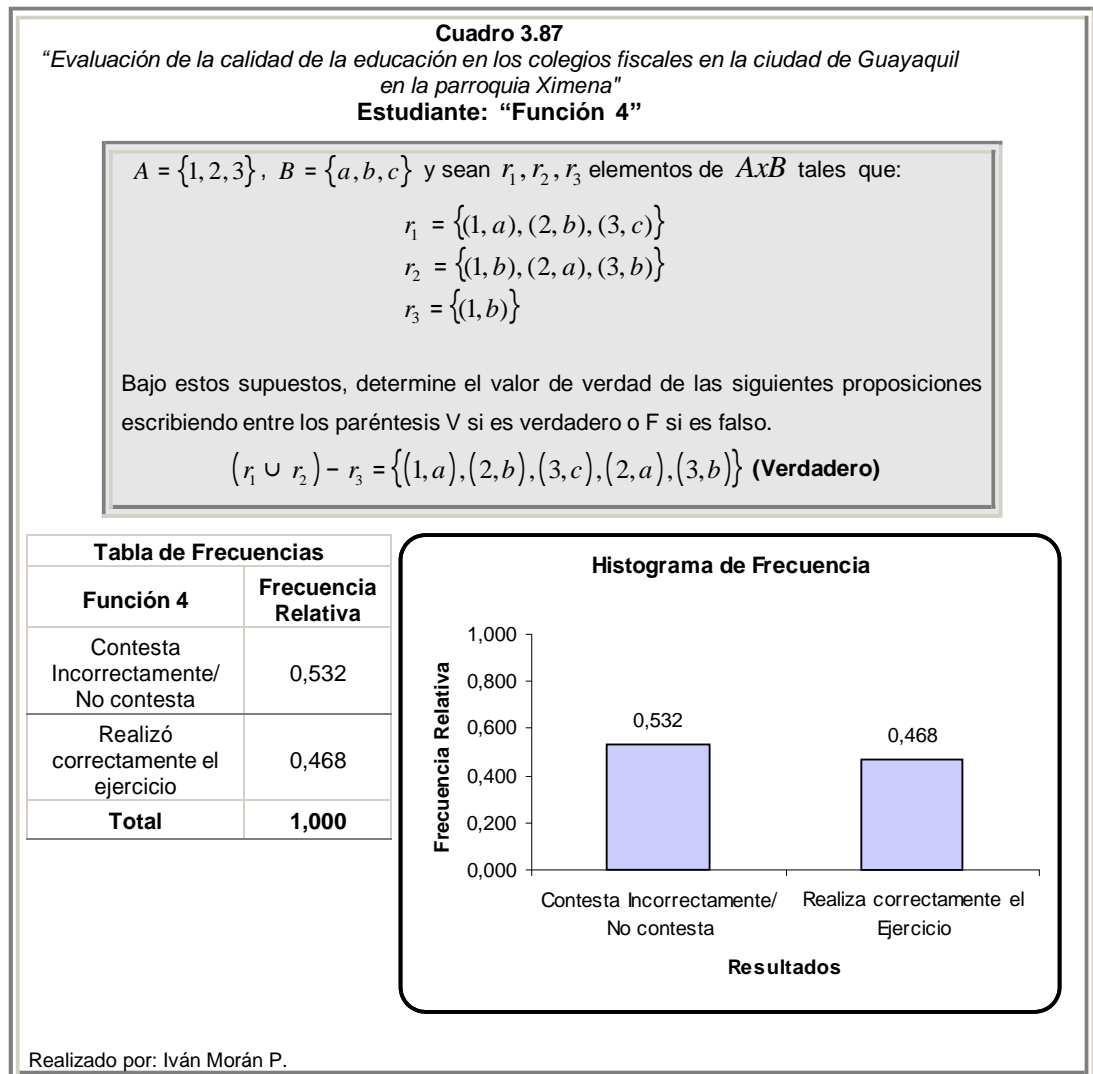 Cuadro 3.87
“Evaluación de la calidad de la educación en los colegios fiscales en la ciudad de Guayaquil
en la parroquia Ximena"
Estudiante: “Función 4”
A = {1, 2, 3}, B = {a, b, c} y sean r₁, r₂, r₃ elementos de AxB tales que:
r₁ = {(1, a), (2, b), (3, c)}
r₂ = {(1, b), (2, a), (3, b)}
r₃ = {(1, b)}
Bajo estos supuestos, determine el valor de verdad de las siguientes proposiciones
escribiendo entre los paréntesis V si es verdadero o F si es falso.
(r₁ ∪ r₂) − r₃ = {(1, a), (2, b), (3, c), (2, a), (3, b)} (Verdadero)
Tabla de Frecuencias
Función 4
Frecuencia
Relativa
Contesta
Incorrectamente/
No contesta
0,532
Realizó
correctamente el
ejercicio
0,468
Total
1,000
Histograma de Frecuencia
Frecuencia Relativa
1,000
0,800
0,600
0,400
0,200
0,000
0,532
0,468
Contesta Incorrectamente/
No contesta
Realiza correctamente el
Ejercicio
Resultados
Realizado por: Iván Morán P.